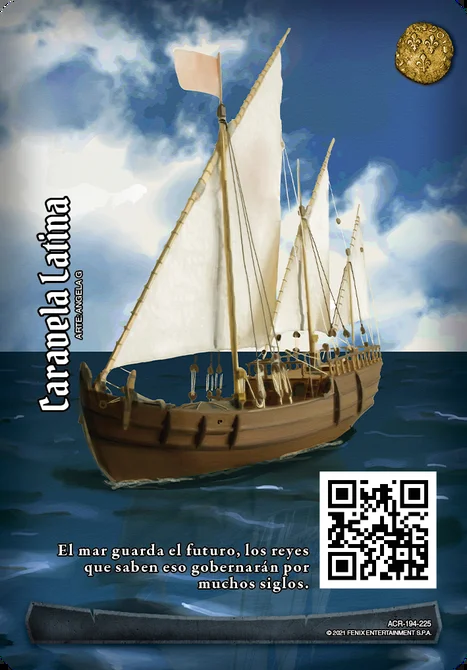 Caravela Latina
ARTE: ANGELA G
El mar guarda el futuro, los reyes
que saben eso gobernarán por
muchos siglos.
ACR-194-225
© 2021 FENIX ENTERTAINMENT S.P.A.